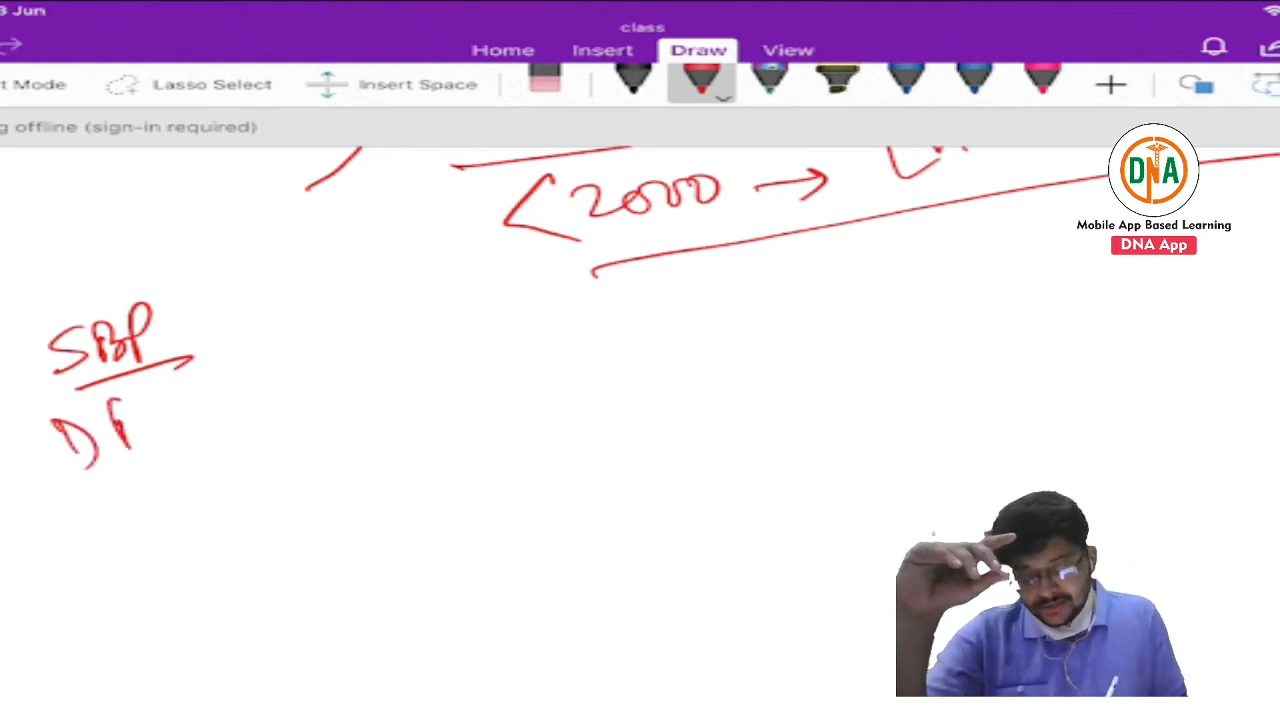 3 Jun
class
Home Insert Draw View
t Mode Lasso Select Insert Space
g offline (sign-in required)
<2000 →
DNA
Mobile App Based Learning
DNA App
SBP
D